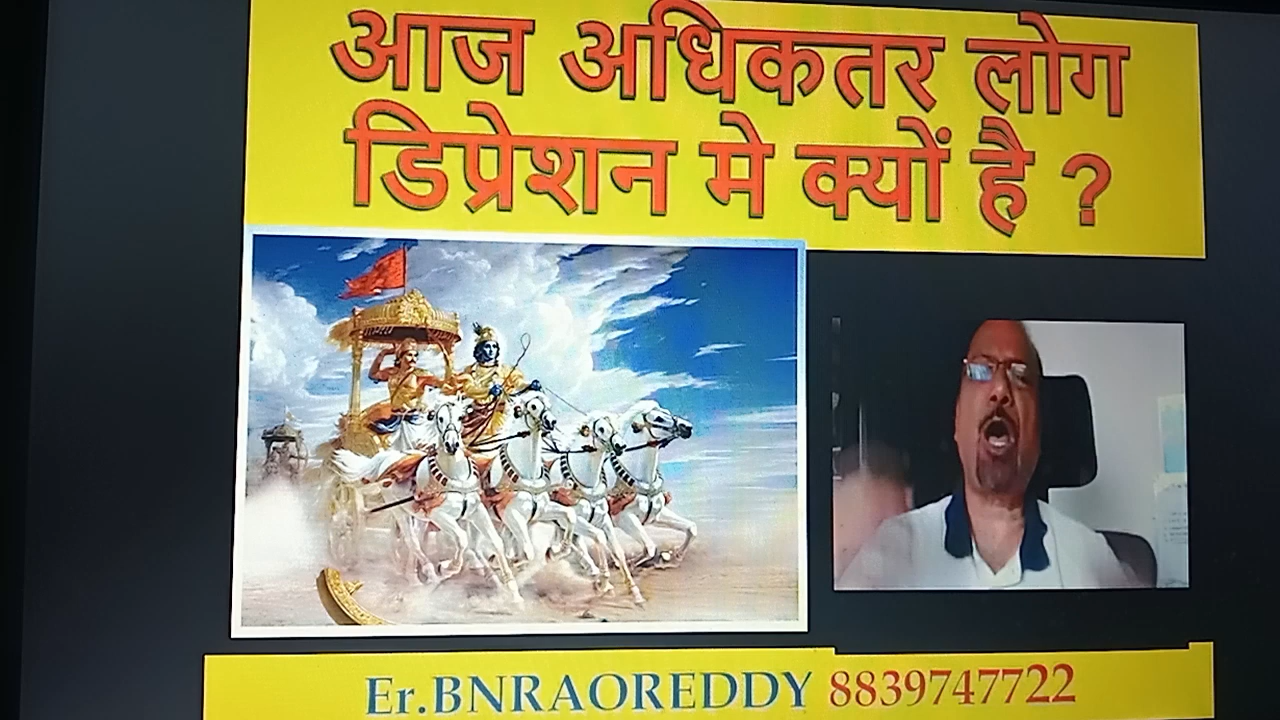 आज अधिकतर लोग
डिप्रेशन मे क्यों है ?
Er.BNRAOREDDY 8839747722